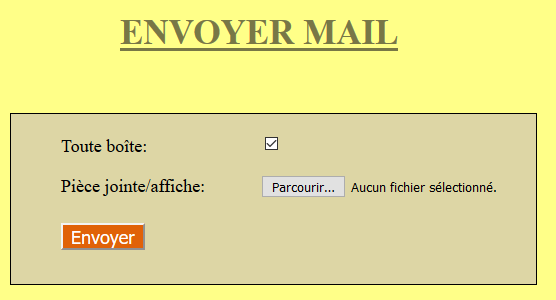 ENVOYER MAIL
Toute boîte:
Pièce jointe/affiche: Parcourir... Aucun fichier sélectionné.
Envoyer